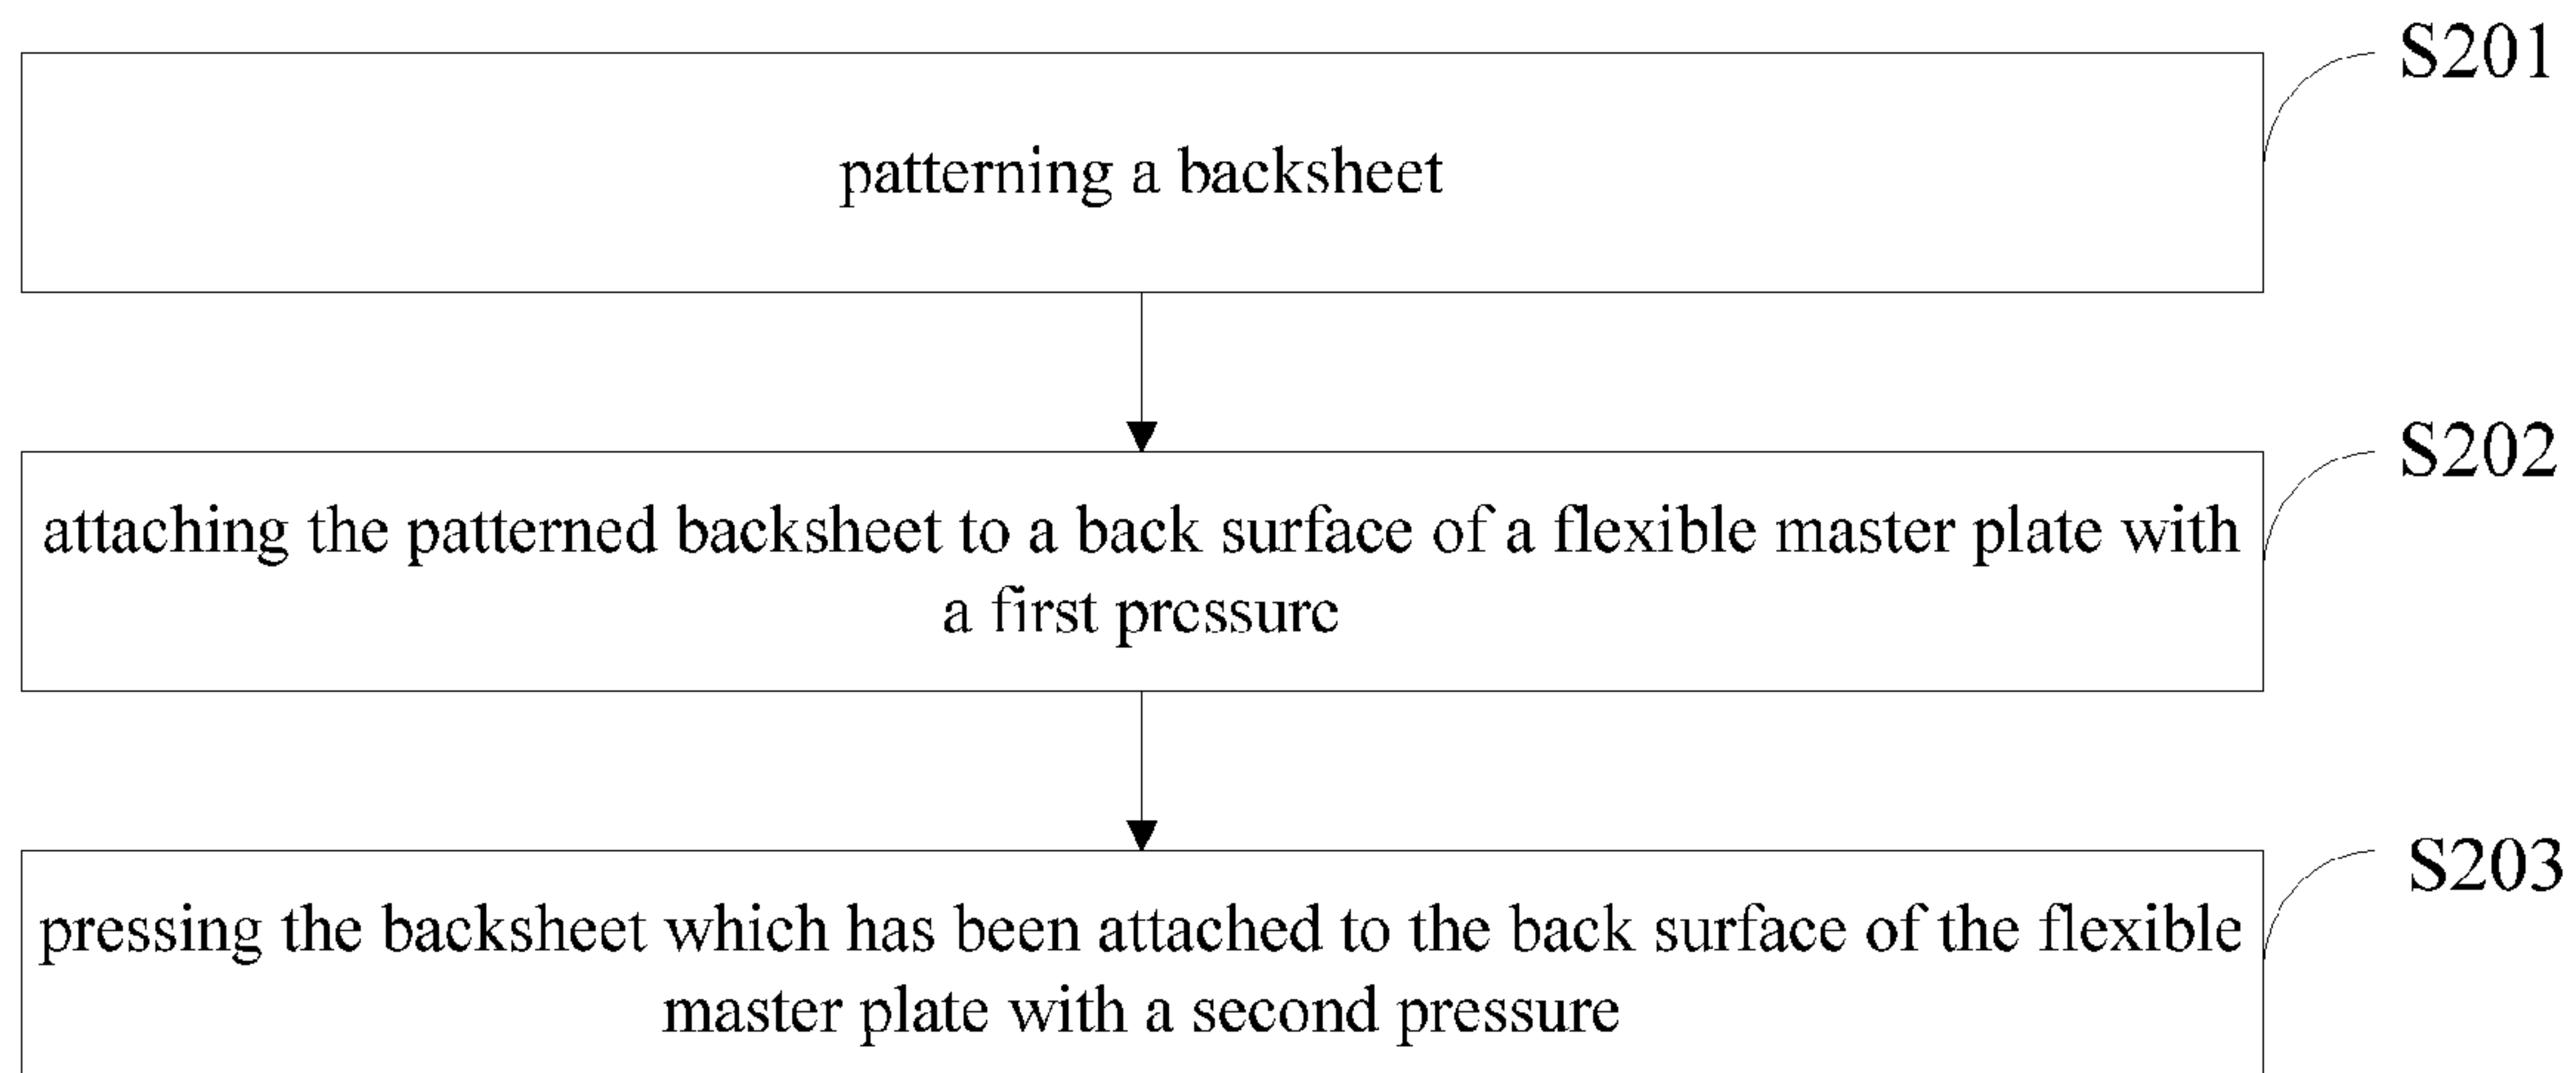 S201
patterning a backsheet
S202
attaching the patterned backsheet to a back surface of a flexible master plate with
a first pressure
S203
pressing the backsheet which has been attached to the back surface of the flexible
master plate with a second pressure